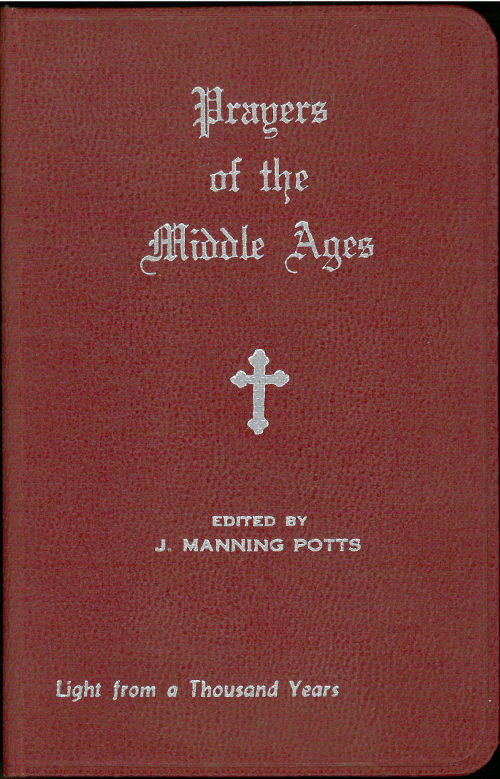 Prayers
of the
Middle Ages
EDITED BY
J. MANNING POTTS
Light from a Thousand Years